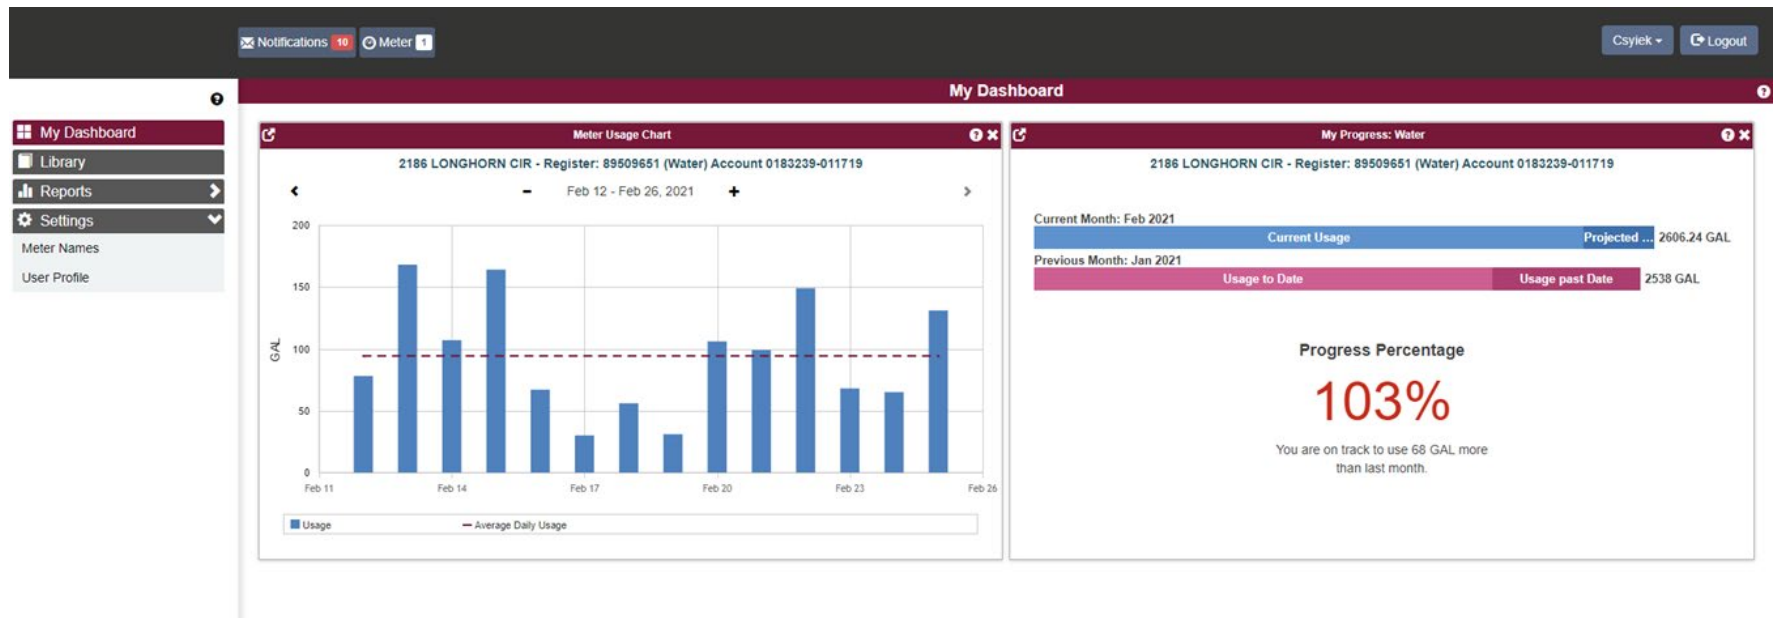 Notifications 10 Meter 1
Csyiek Logout
My Dashboard
My Dashboard
Library
Reports
Settings
Meter Names
User Profile
Meter Usage Chart
2186 LONGHORN CIR - Register: 89509651 (Water) Account 0183239-011719
Feb 12 - Feb 26, 2021
GAL
200
150
100
50
0
Feb 11 Feb 14 Feb 17 Feb 20 Feb 23 Feb 26
Usage Average Daily Usage
My Progress: Water
2186 LONGHORN CIR - Register: 89509651 (Water) Account 0183239-011719
Current Month: Feb 2021
Current Usage Projected ... 2606.24 GAL
Previous Month: Jan 2021
Usage to Date Usage past Date 2538 GAL
Progress Percentage
103%
You are on track to use 68 GAL more
than last month.